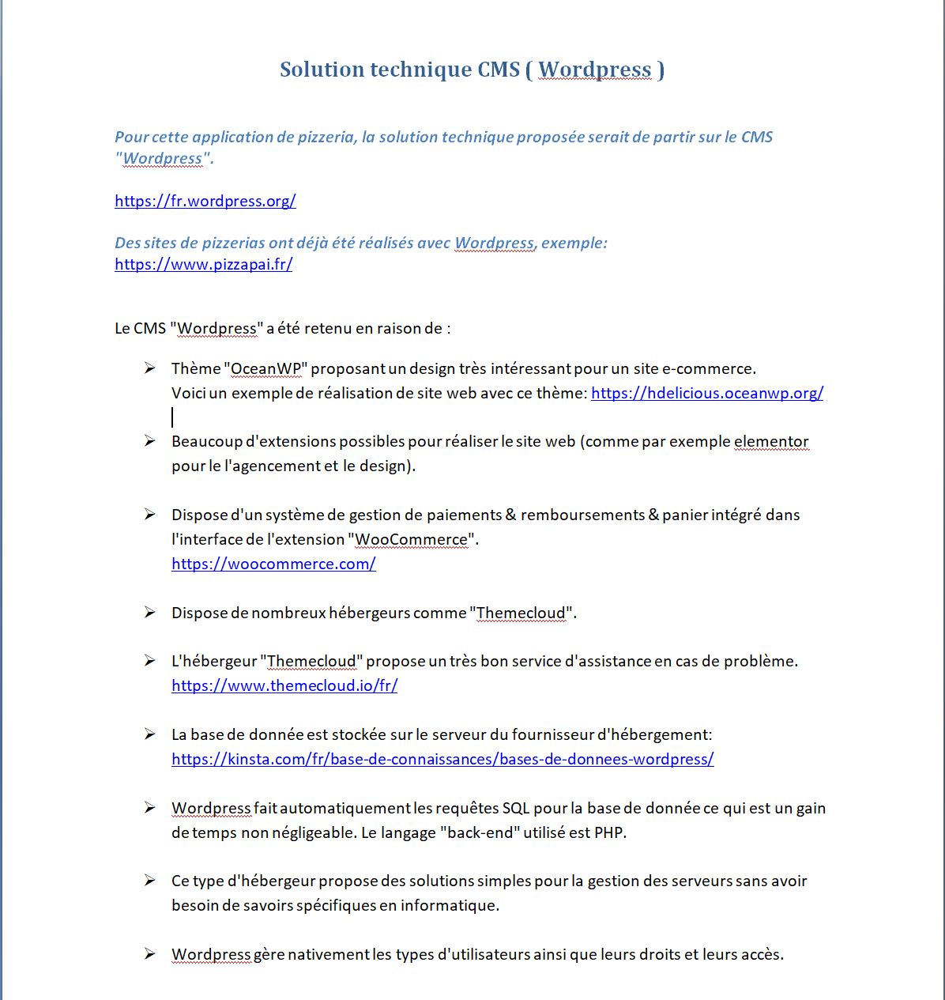 Solution technique CMS ( Wordpress )
Pour cette application de pizzeria, la solution technique proposée serait de partir sur le CMS
"Wordpress".
https://fr.wordpress.org/
Des sites de pizzerias ont déjà été réalisés avec Wordpress, exemple:
https://www.pizzapai.fr/
Le CMS "Wordpress" a été retenu en raison de :
➢ Thème "OceanWP" proposant un design très intéressant pour un site e-commerce.
Voici un exemple de réalisation de site web avec ce thème: https://hdelicious.oceanwp.org/
➢ Beaucoup d'extensions possibles pour réaliser le site web (comme par exemple elementor
pour le l'agencement et le design).
➢ Dispose d'un système de gestion de paiements & remboursements & panier intégré dans
l'interface de l'extension "WooCommerce".
https://woocommerce.com/
➢ Dispose de nombreux hébergeurs comme "Themecloud".
➢ L'hébergeur "Themecloud" propose un très bon service d'assistance en cas de problème.
https://www.themecloud.io/fr/
➢ La base de donnée est stockée sur le serveur du fournisseur d'hébergement:
https://kinsta.com/fr/base-de-connaissances/bases-de-donnees-wordpress/
➢ Wordpress fait automatiquement les requêtes SQL pour la base de donnée ce qui est un gain
de temps non négligeable. Le langage "back-end" utilisé est PHP.
➢ Ce type d'hébergeur propose des solutions simples pour la gestion des serveurs sans avoir
besoin de savoirs spécifiques en informatique.
➢ Wordpress gère nativement les types d'utilisateurs ainsi que leurs droits et leurs accès.